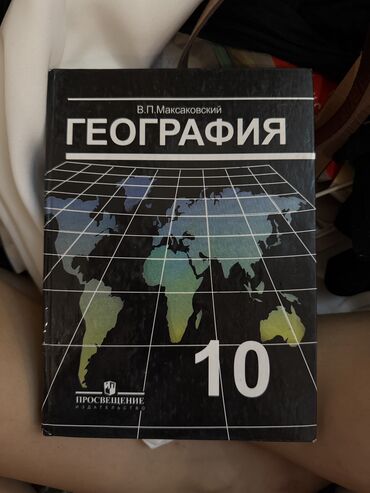 В.П.Максаковский
ГЕОГРАФИЯ
10
ПРОСВЕЩЕНИЕ
ИЗДАТЕЛЬСТВО